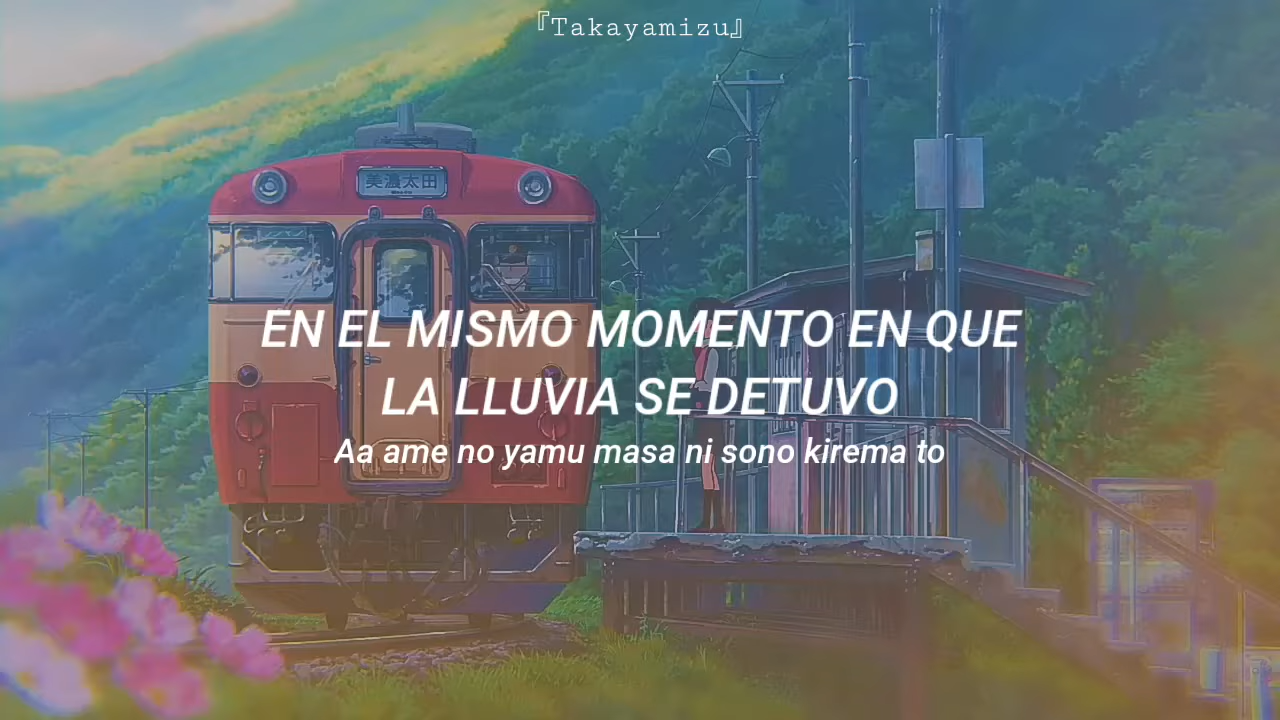 『Takayamizu』
美濃太田
EN EL MISMO MOMENTO EN QUE
LA LLUVIA SE DETUVO
Aa ame no yamu masa ni sono kirema to